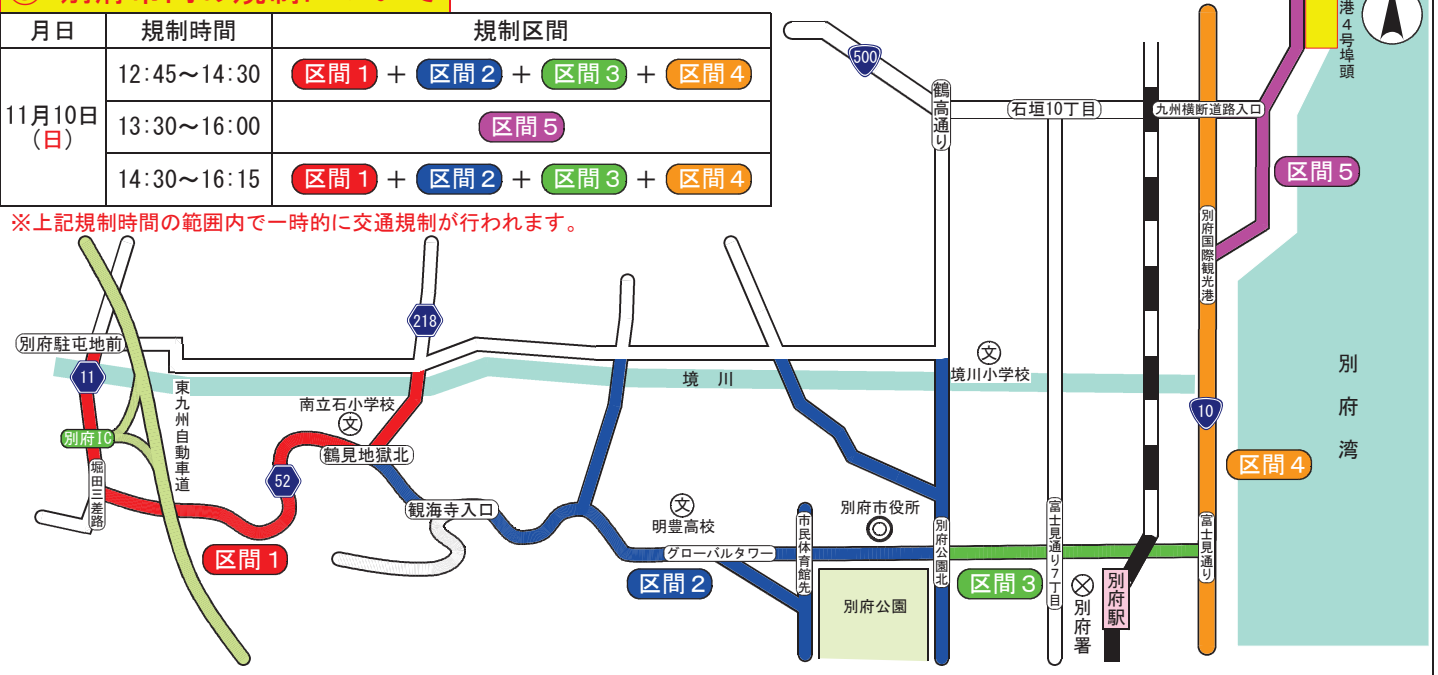 月日
規制時間
規制区間
11月10日
(日)
12:45～14:30
区間1 + 区間2 + 区間3 + 区間4
13:30～16:00
区間5
14:30～16:15
区間1 + 区間2 + 区間3 + 区間4
※上記規制時間の範囲内で一時的に交通規制が行われます。
500
鶴高通り
石垣10丁目
九州横断道路入口
港4号埠頭
区間5
別府国際観光港
218
別府駐屯地前
11
東九州自動車道
別府IC
堀田三差路
南立石小学校
文
鶴見地獄北
52
観海寺入口
区間1
境川
文
境川小学校
10
別府湾
区間4
文
明豊高校
グローバルタワー
区間2
市民体育館先
別府市役所
別府公園北
別府公園
区間3
富士見通り7丁目
別府署
別府駅
富士見通り